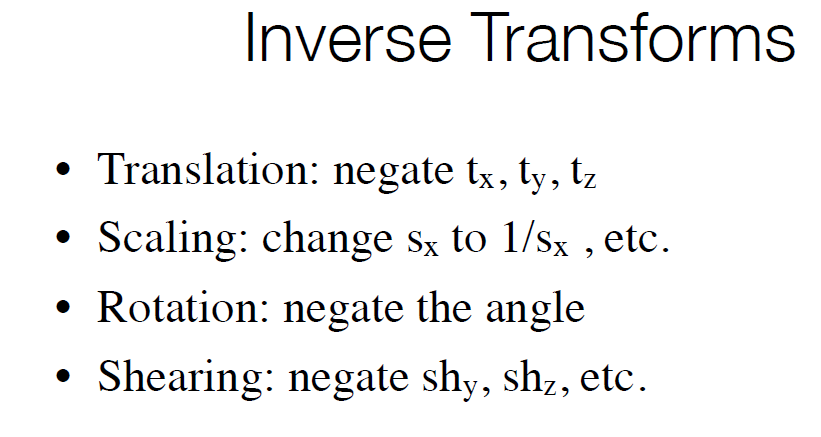 Inverse Transforms
• Translation: negate tx, ty, tz
• Scaling: change sx to 1/sx , etc.
• Rotation: negate the angle
• Shearing: negate shy, shz, etc.